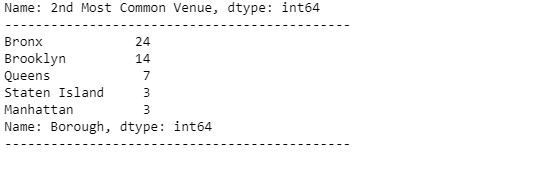 Name: 2nd Most Common Venue, dtype: int64
---------------------------------------------
Bronx            24
Brooklyn         14
Queens            7
Staten Island     3
Manhattan         3
Name: Borough, dtype: int64
---------------------------------------------